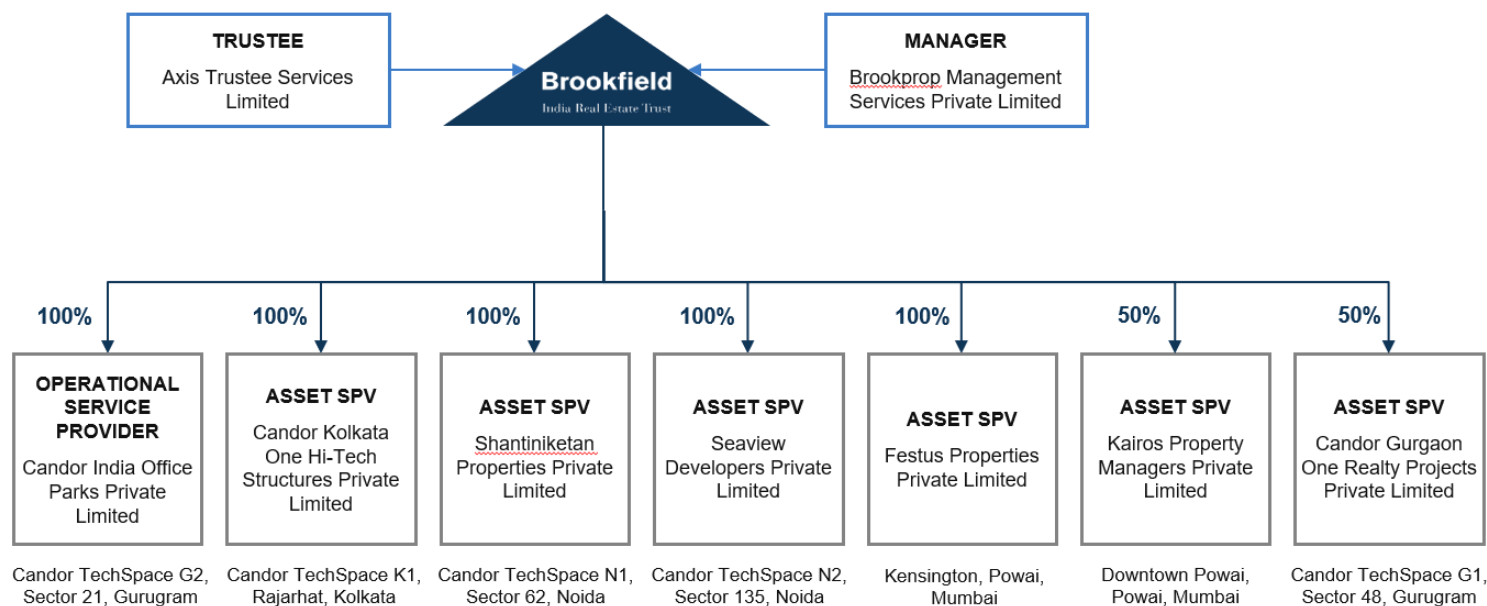 TRUSTEE
Axis Trustee Services
Limited
Brookfield
India Real Estate Trust
MANAGER
Brookprop Management
Services Private Limited
100%
100%
100%
100%
100%
50%
50%
OPERATIONAL
SERVICE
PROVIDER
Candor India Office
Parks Private
Limited
ASSET SPV
Candor Kolkata
One Hi-Tech
Structures Private
Limited
ASSET SPV
Shantiniketan
Properties Private
Limited
ASSET SPV
Seaview
Developers Private
Limited
ASSET SPV
Festus Properties
Private Limited
ASSET SPV
Kairos Property
Managers Private
Limited
ASSET SPV
Candor Gurgaon
One Realty Projects
Private Limited
Candor TechSpace G2,
Sector 21, Gurugram
Candor TechSpace K1,
Rajarhat, Kolkata
Candor TechSpace N1,
Sector 62, Noida
Candor TechSpace N2,
Sector 135, Noida
Kensington, Powai,
Mumbai
Downtown Powai,
Powai, Mumbai
Candor TechSpace G1,
Sector 48, Gurugram